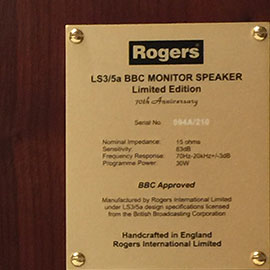 Rogers
LS3/5a BBC MONITOR SPEAKER
Limited Edition
70th Anniversary
Serial No
Nominal Impedance: 15 ohms
Sensitivity: 83dB
Frequency Response: 70Hz-20kHz+/-3dB
Programme Power: 30W
BBC Approved
Manufactured by Rogers International Limited
under LS3/5a design specifications licensed
from the British Broadcasting Corporation
Handcrafted in England
Rogers International Limited